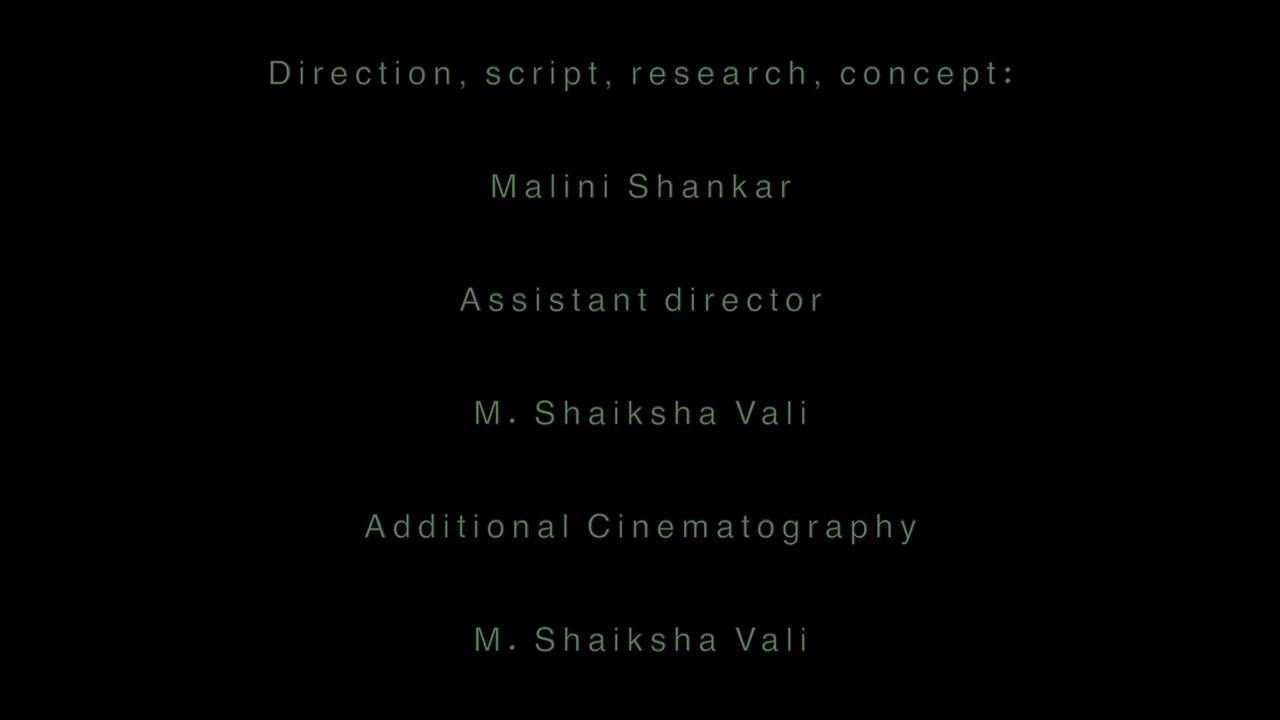 Direction, script, research, concept:
Malini Shankar
Assistant director
M. Shaiksha Vali
Additional Cinematography
M. Shaiksha Vali